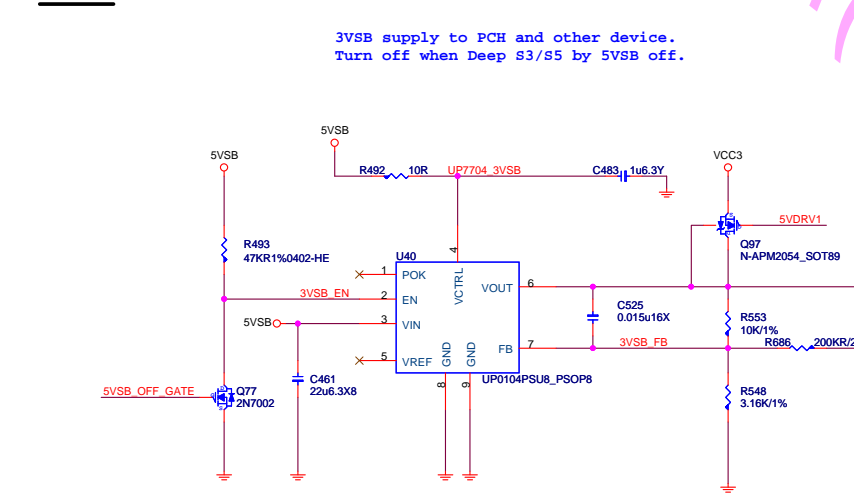 3VSB supply to PCH and other device.
Turn off when Deep S3/S5 by 5VSB off.
5VSB
5VSB
VCC3
R492
10R
UP7704_3VSB
C483
1u6.3Y
5VDRV1
Q97
N-APM2054_SOT89
R493
47KR1%0402-HE
U40
4
1
POK
VCTRL
VOUT
6
3VSB_EN
2
EN
C525
0.015u16X
5VSB
3
VIN
R553
10K/1%
FB
7
3VSB_FB
R686
200KR/2
5
VREF
GND
GND
C461
22u6.3X8
UP0104PSU8_PSOP8
8
9
5VSB_OFF_GATE
Q77
2N7002
R548
3.16K/1%